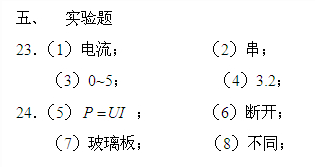 五、 实验题
23．（1）电流； （2）串；
（3）0~5； （4）3.2；
24．（5）P=UI ； （6）断开；
（7）玻璃板； （8）不同；